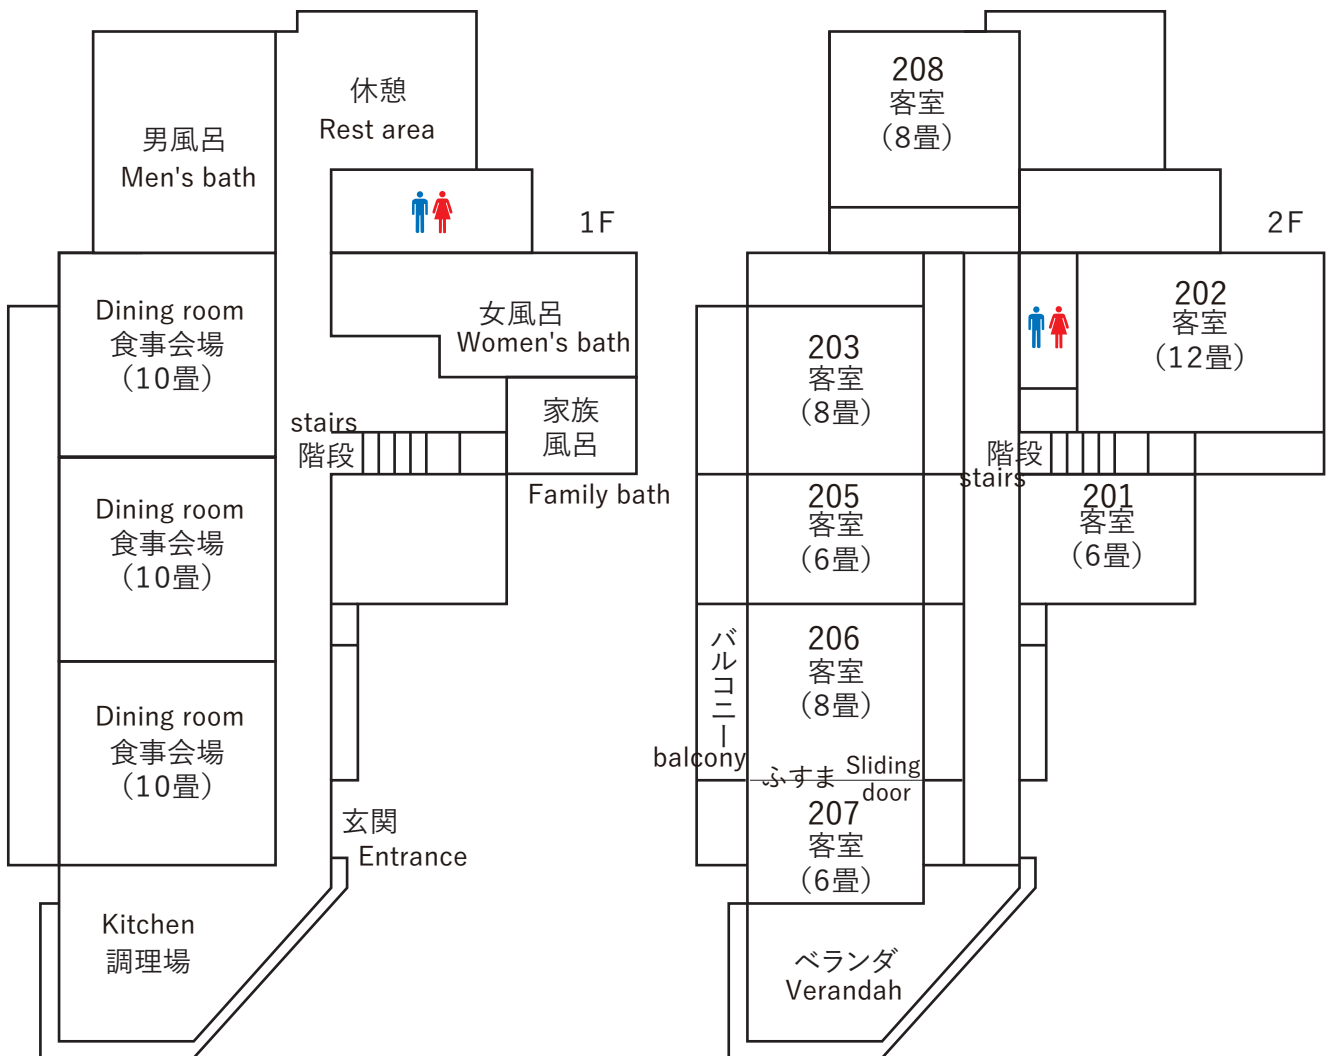 休憩
Rest area
男風呂
Men's bath
1F
Dining room
食事会場
（10畳）
女風呂
Women's bath
家族
風呂
Family bath
stairs
階段
Dining room
食事会場
（10畳）
Dining room
食事会場
（10畳）
玄関
Entrance
Kitchen
調理場
208
客室
（8畳）
2F
202
客室
（12畳）
203
客室
（8畳）
階段
stairs
201
客室
（6畳）
205
客室
（6畳）
バルコニー
balcony
206
客室
（8畳）
ふすま
Sliding
door
207
客室
（6畳）
ベランダ
Verandah